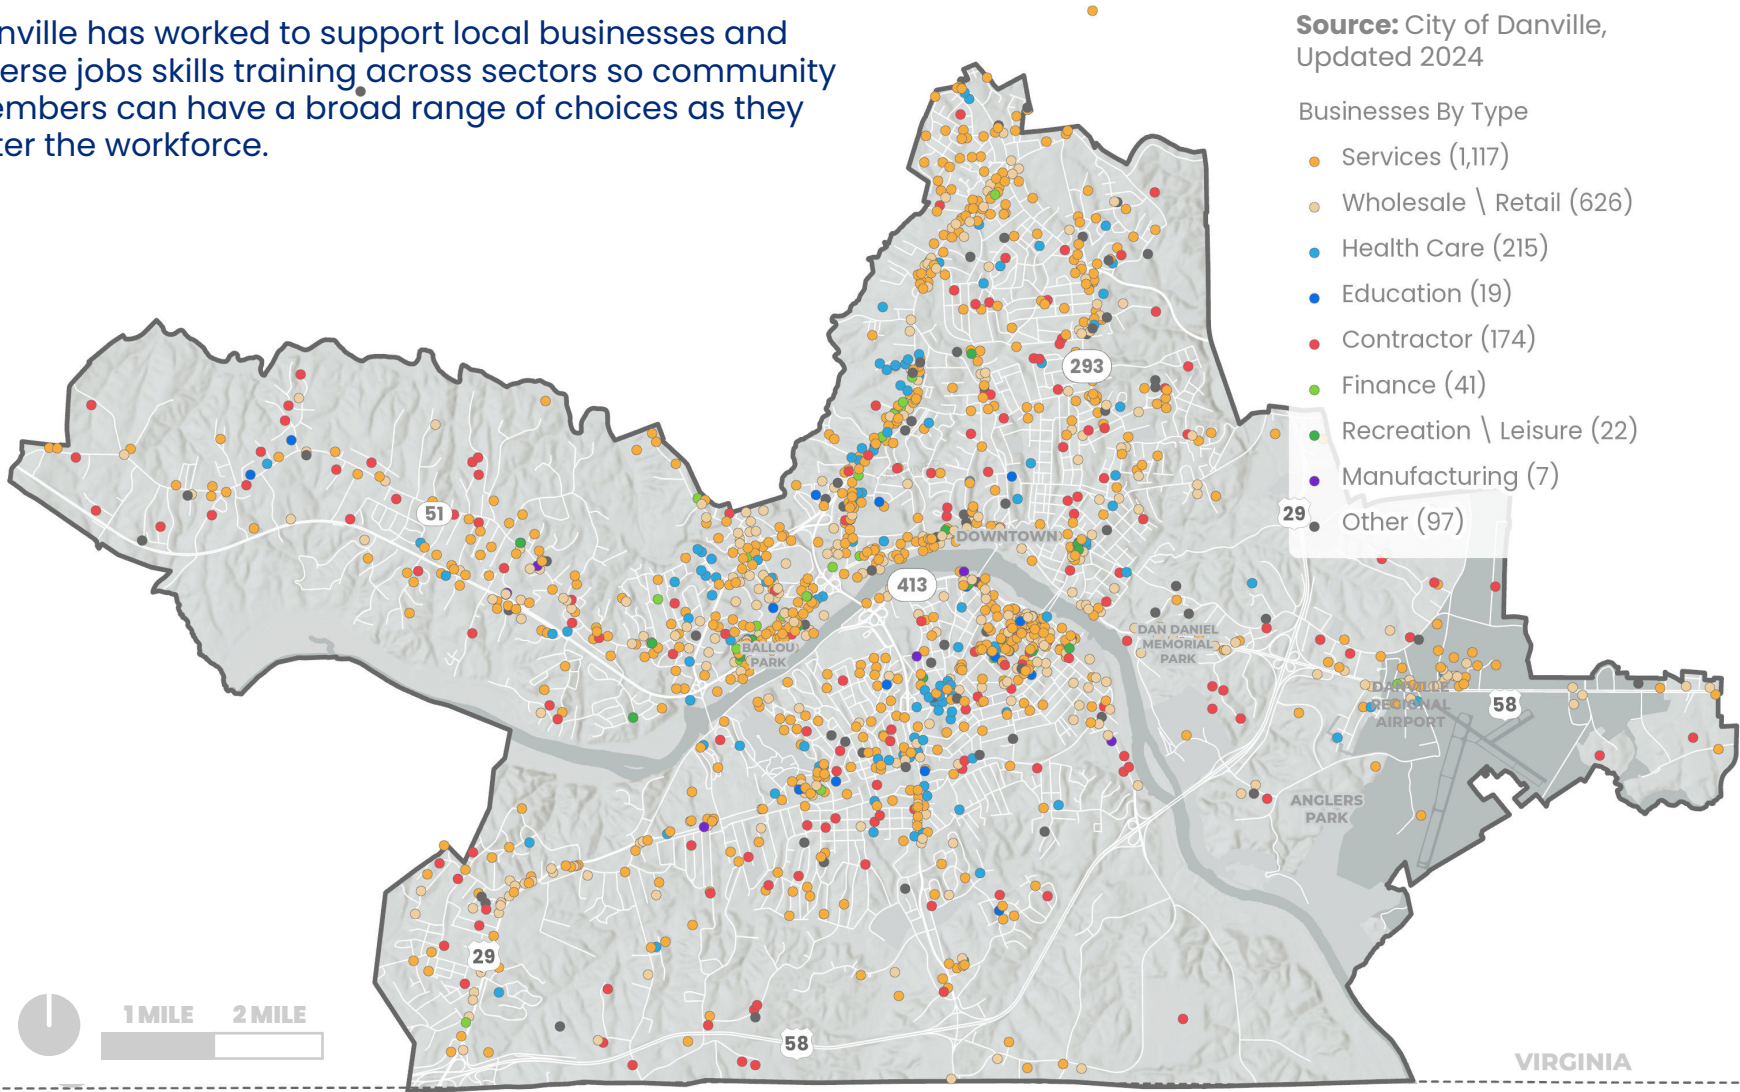 nville has worked to support local businesses and
erse jobs skills training across sectors so community
embers can have a broad range of choices as they
ter the workforce.
Source: City of Danville,
Updated 2024
Businesses By Type
Services (1,117)
Wholesale \ Retail (626)
Health Care (215)
Education (19)
Contractor (174)
Finance (41)
Recreation \ Leisure (22)
Manufacturing (7)
Other (97)
293
51
29
DOWNTOWN
413
DAN DANIEL
MEMORIAL
PARK
BALLOU
PARK
DANVILLE
REGIONAL
AIRPORT
58
ANGLERS
PARK
29
1 MILE 2 MILE
58
VIRGINIA